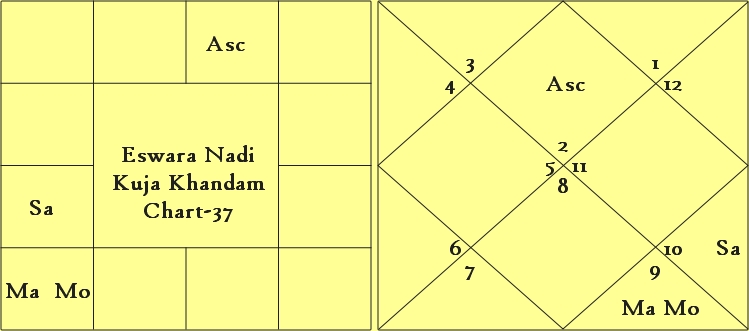 Asc
Eswara Nadi
Kuja Khandam
Chart-37
Sa
Ma Mo
3
1
4
Asc
12
2
5
11
8
6
10
Sa
7
9
Ma Mo